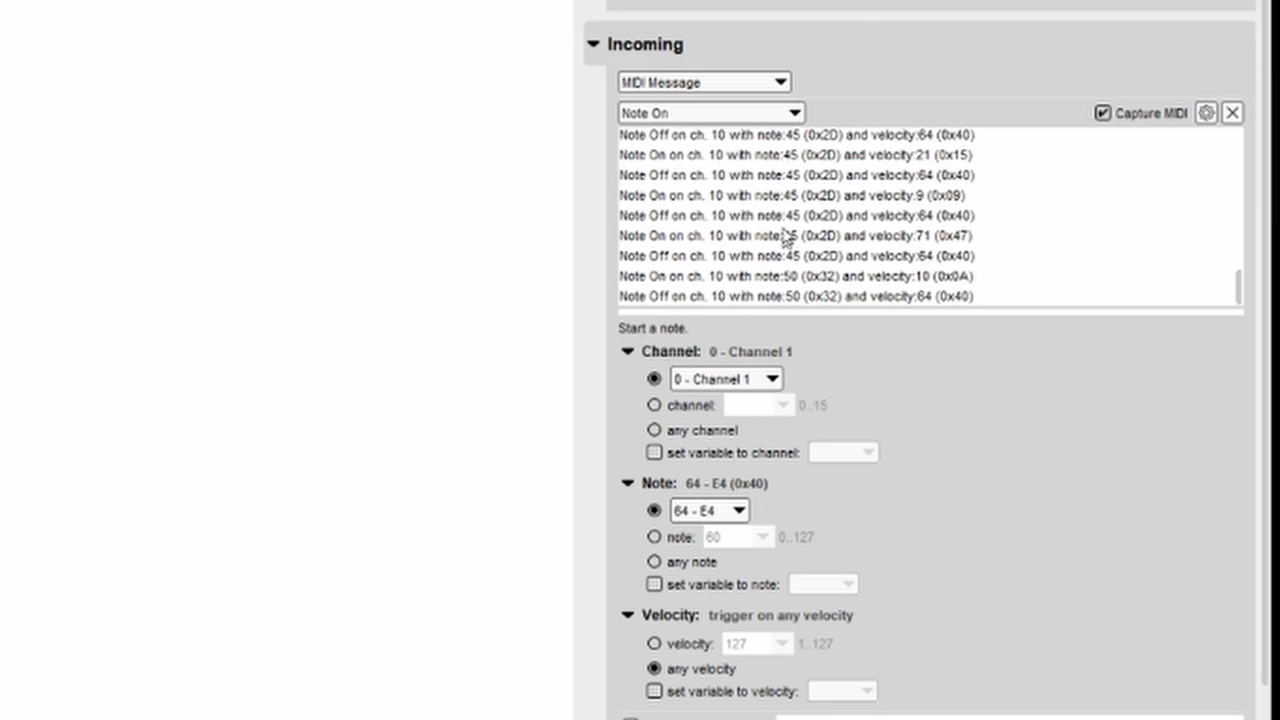 Incoming
MIDI Message
Note On
Capture MIDI
Note Off on ch. 10 with note:45 (0x2D) and velocity:64 (0x40)
Note On on ch. 10 with note:45 (0x2D) and velocity:21 (0x15)
Note Off on ch. 10 with note:45 (0x2D) and velocity:64 (0x40)
Note On on ch. 10 with note:45 (0x2D) and velocity:9 (0x09)
Note Off on ch. 10 with note:45 (0x2D) and velocity:64 (0x40)
Note On on ch. 10 with (0x2D) and velocity:71 (0x47)
Note Off on ch. 10 with note:45 (0x2D) and velocity:64 (0x40)
Note On on ch. 10 with note:50 (0x32) and velocity:10 (0x0A)
Note Off on ch. 10 with note:50 (0x32) and velocity:64 (0x40)
Start a note.
Channel: 0 - Channel 1
0 - Channel 1
channel: 0..15
any channel
set variable to channel:
Note: 64 - E4 (0x40)
64 - E4
note: 60 0..127
any note
set variable to note:
Velocity: trigger on any velocity
velocity: 127 1..127
any velocity
set variable to velocity: